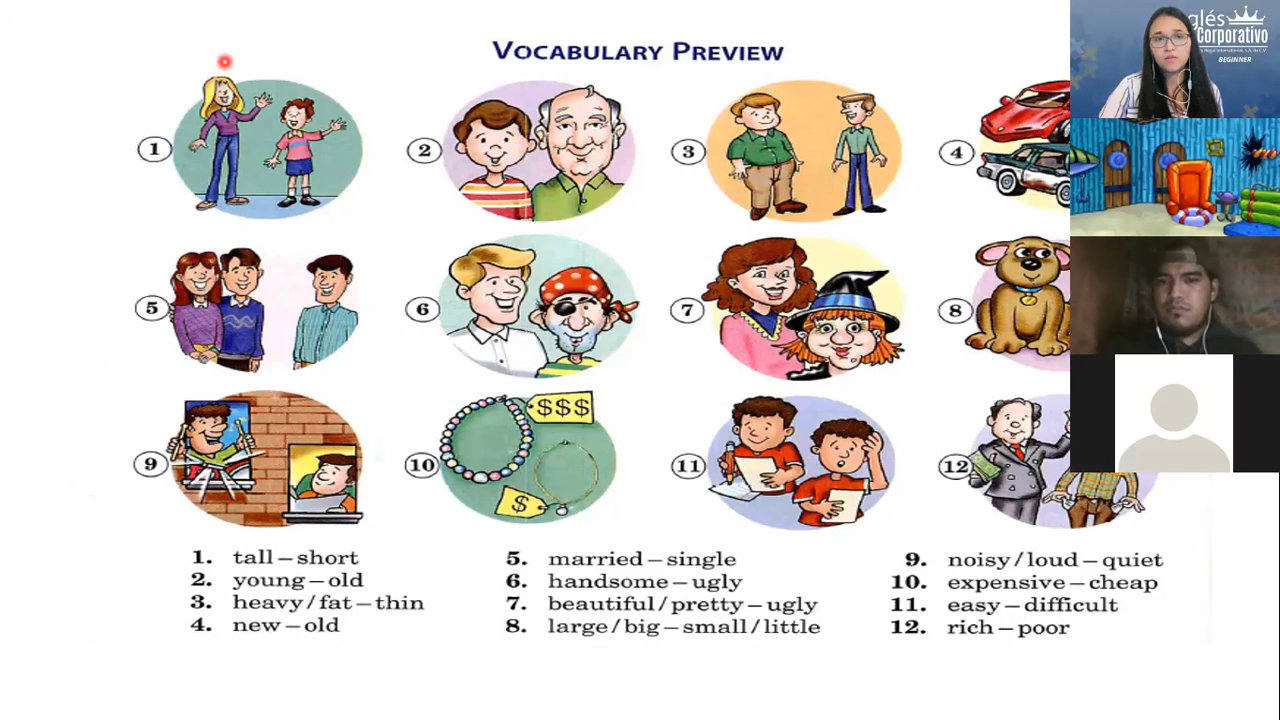 VOCABULARY PREVIEW
glés
Corporativo
BEGINNER
1
2
3
4
5
6
7
8
9
10
$$$
$
11
12
1. tall – short
2. young – old
3. heavy / fat – thin
4. new – old
5. married – single
6. handsome – ugly
7. beautiful / pretty – ugly
8. large / big – small / little
9. noisy / loud – quiet
10. expensive – cheap
11. easy – difficult
12. rich – poor